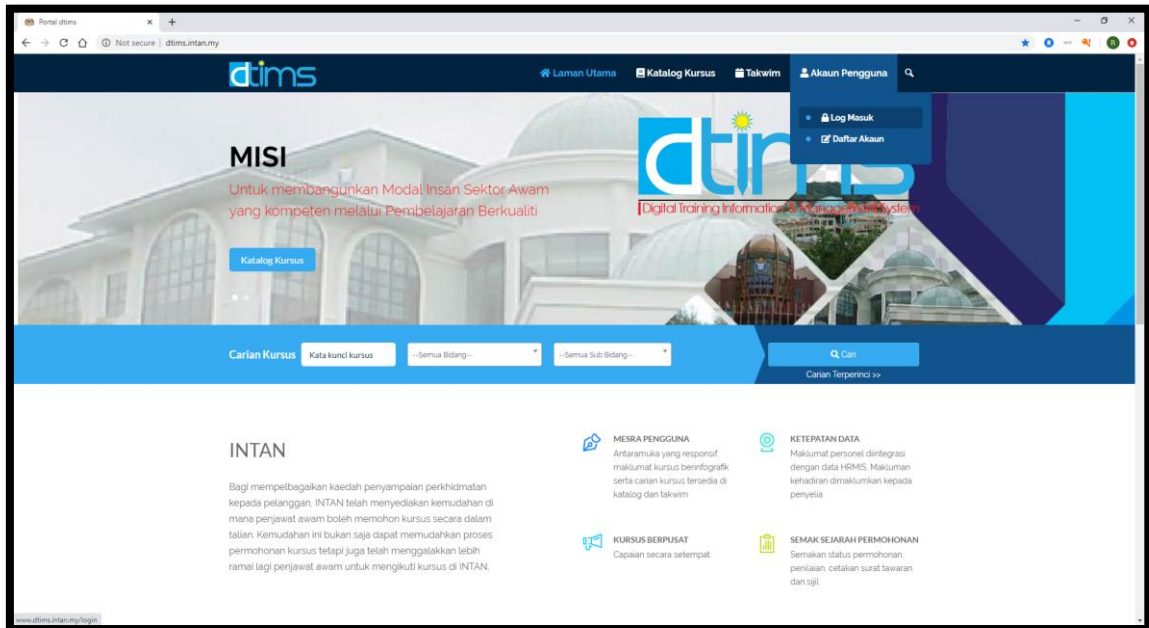 Portal dtims
Not secure | dtims.intan.my
dtims
Laman Utama
Katalog Kursus
Takwim
Akaun Pengguna
Log Masuk
Daftar Akaun
MISI
Untuk membangunkan Modal Insan Sektor Awam
yang kompeten melalui Pembelajaran Berkualiti
Katalog Kursus
dtims
Digital Training Information & Management System
Carian Kursus
Kata kunci kursus
--Semua Bidang--
--Semua Sub Bidang--
Cari
Carian Terperinci >>
INTAN
Bagi mempelbagaikan kaedah penyampaian perkhidmatan
kepada pelanggan, INTAN telah menyediakan kemudahan di
mana penjawat awam boleh memohon kursus secara dalam
talian. Kemudahan ini bukan saja dapat memudahkan proses
permohonan kursus tetapi juga telah menggalakkan lebih
ramai lagi penjawat awam untuk mengikuti kursus di INTAN.
MESRA PENGGUNA
Antaramuka yang responsif,
maklumat kursus berinfografik
serta carian kursus tersedia di
katalog dan takwim
KETEPATAN DATA
Maklumat personel diintegrasi
dengan data HRMIS. Makluman
kehadiran dimaklumkan kepada
penyelia
KURSUS BERPUSAT
Capaian secara setempat
SEMAK SEJARAH PERMOHONAN
Semakan status permohonan,
penilaian, cetakan surat tawaran
dan sijil
www.dtims.intan.my/login